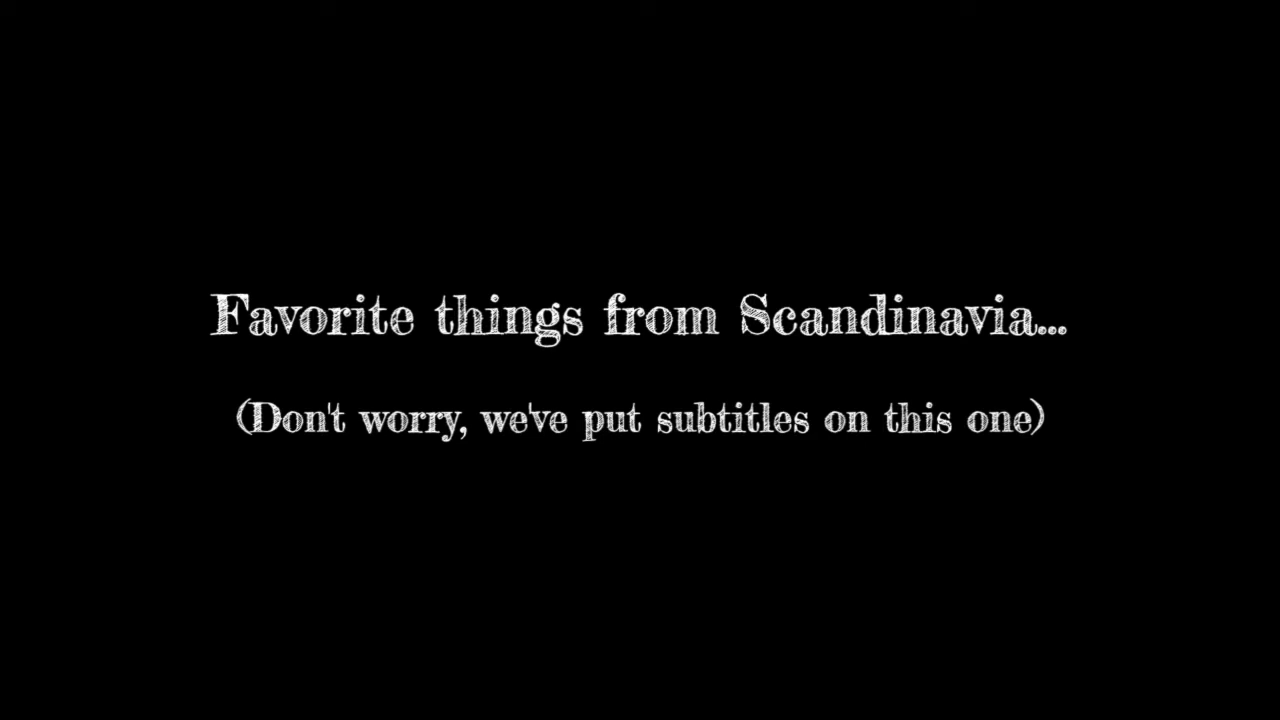 Favorite things from Scandinavia...
(Don't worry, we've put subtitles on this one)